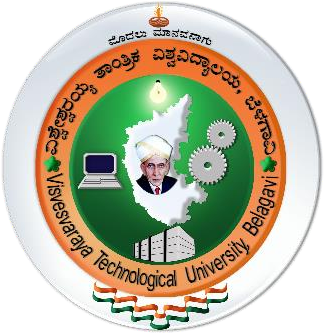 ಮೊದಲು ಮಾನವನಾಗು
ವಿಶ್ವೇಶ್ವರಯ್ಯ ತಾಂತ್ರಿಕ ವಿಶ್ವವಿದ್ಯಾಲಯ, ಬೆಳಗಾವಿ
Visvesvaraya Technological University, Belagavi